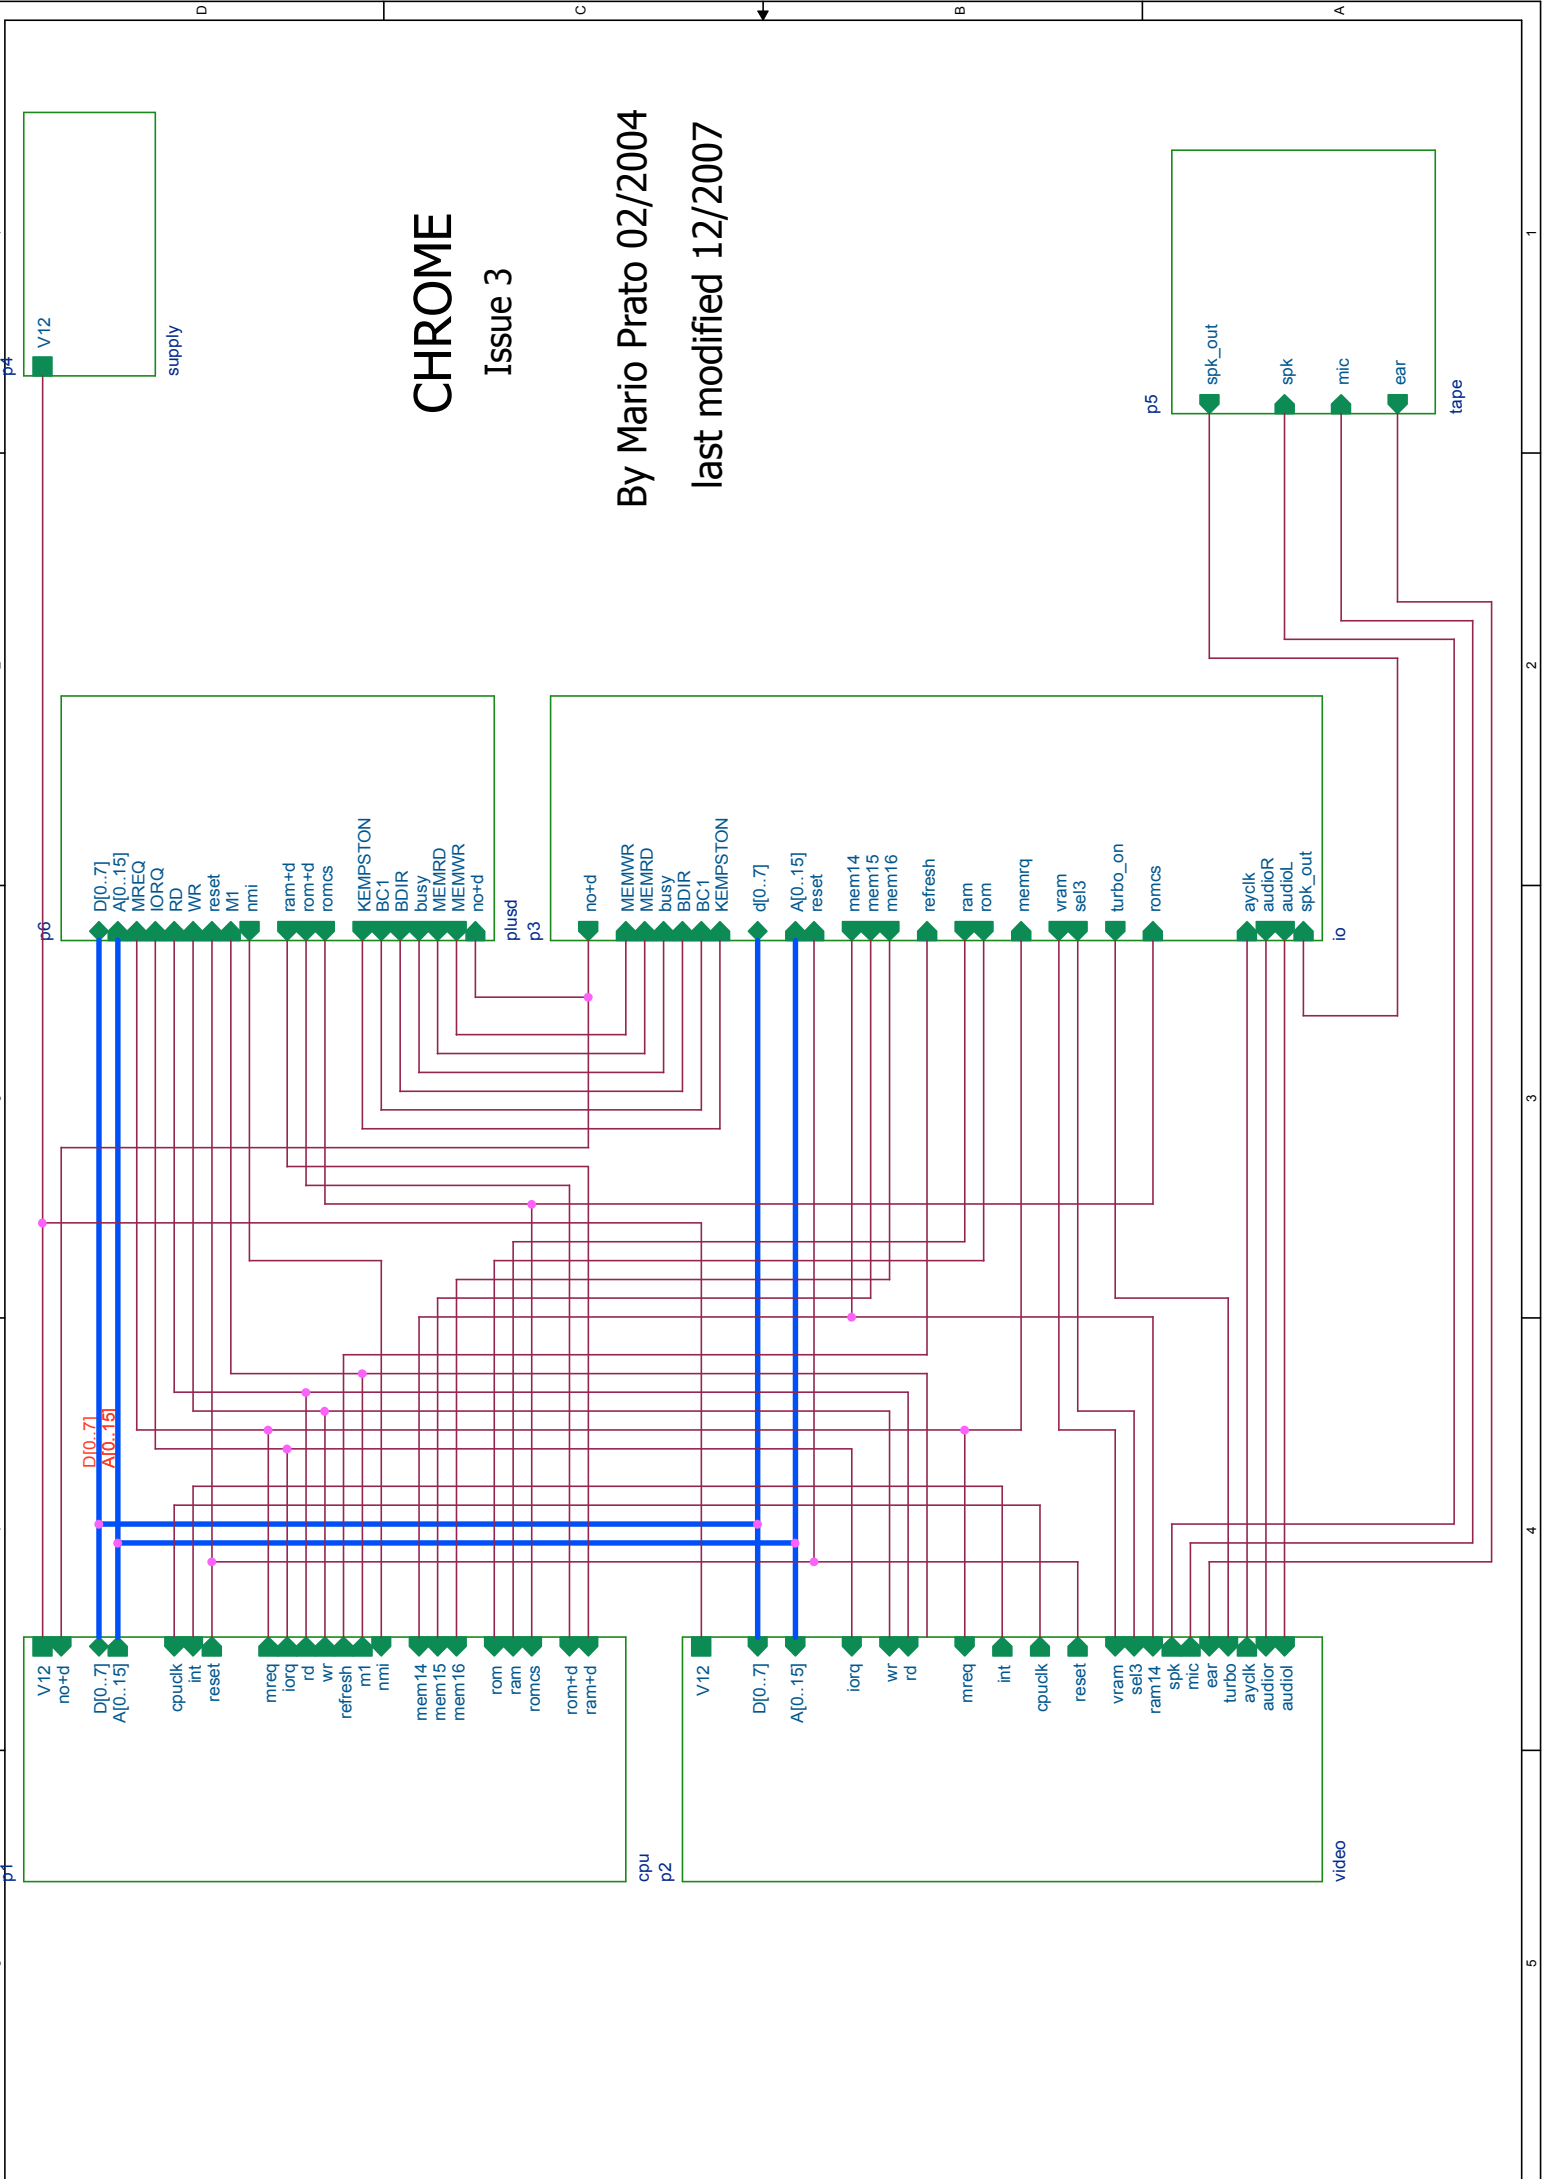 CHROME
Issue 3
By Mario Prato 02/2004
last modified 12/2007
D
C
B
A
1
2
3
4
5
p4
V12
supply
p6
D[0..7]
A[0..15]
MREQ
IORQ
RD
WR
reset
M1
nmi
ram+d
rom+d
romcs
KEMPSTON
BC1
BDIR
busy
MEMRD
MEMWR
no+d
plusd
p3
no+d
MEMWR
MEMRD
busy
BDIR
BC1
KEMPSTON
d[0..7]
A[0..15]
reset
mem14
mem15
mem16
refresh
ram
rom
memrq
vram
sel3
turbo_on
romcs
ayclk
audioR
audioL
spk_out
io
p5
spk_out
spk
mic
ear
tape
D[0..7]
A[0..15]
p1
V12
no+d
D[0..7]
A[0..15]
cpuclk
int
reset
mreq
iorq
rd
wr
refresh
m1
nmi
mem14
mem15
mem16
rom
ram
romcs
rom+d
ram+d
cpu
p2
V12
D[0..7]
A[0..15]
iorq
wr
rd
mreq
int
cpuclk
reset
vram
sel3
ram14
spk
mic
ear
turbo
ayclk
audior
audiol
video